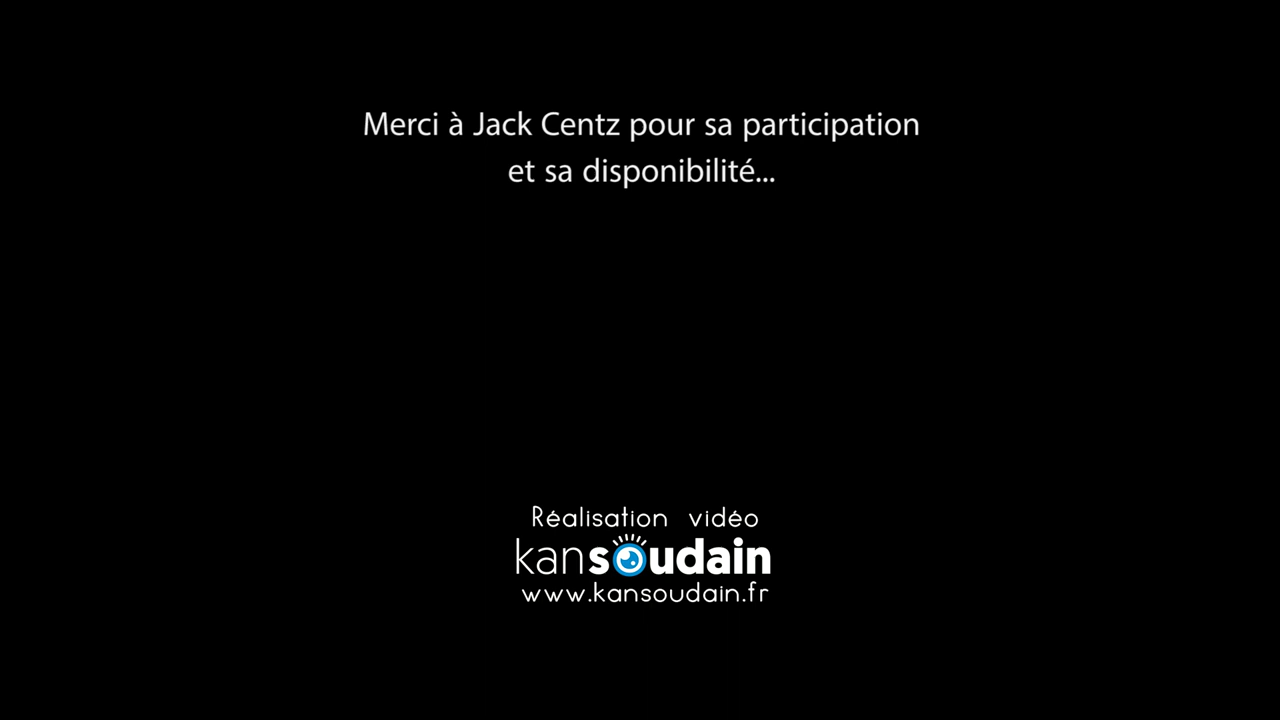 Merci à Jack Centz pour sa participation
et sa disponibilité...
Réalisation vidéo
kansoudain
www.kansoudain.fr